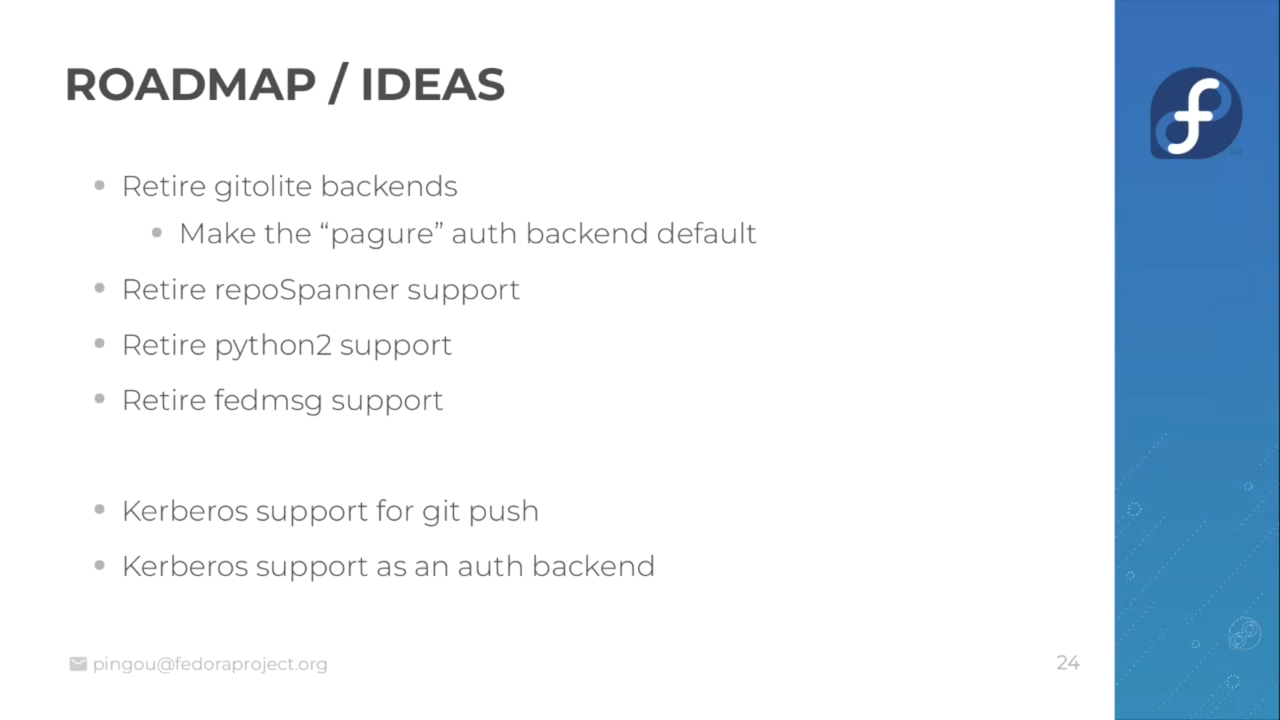 ROADMAP / IDEAS
Retire gitolite backends
Make the “pagure” auth backend default
Retire repoSpanner support
Retire python2 support
Retire fedmsg support
Kerberos support for git push
Kerberos support as an auth backend
pingou@fedoraproject.org
24